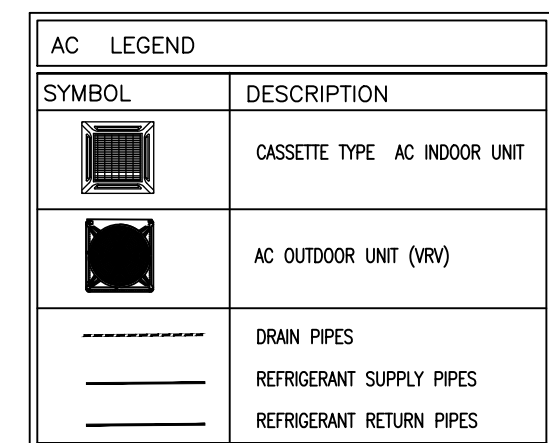 AC LEGEND
SYMBOL DESCRIPTION
CASSETTE TYPE AC INDOOR UNIT
AC OUTDOOR UNIT (VRV)
DRAIN PIPES
REFRIGERANT SUPPLY PIPES
REFRIGERANT RETURN PIPES